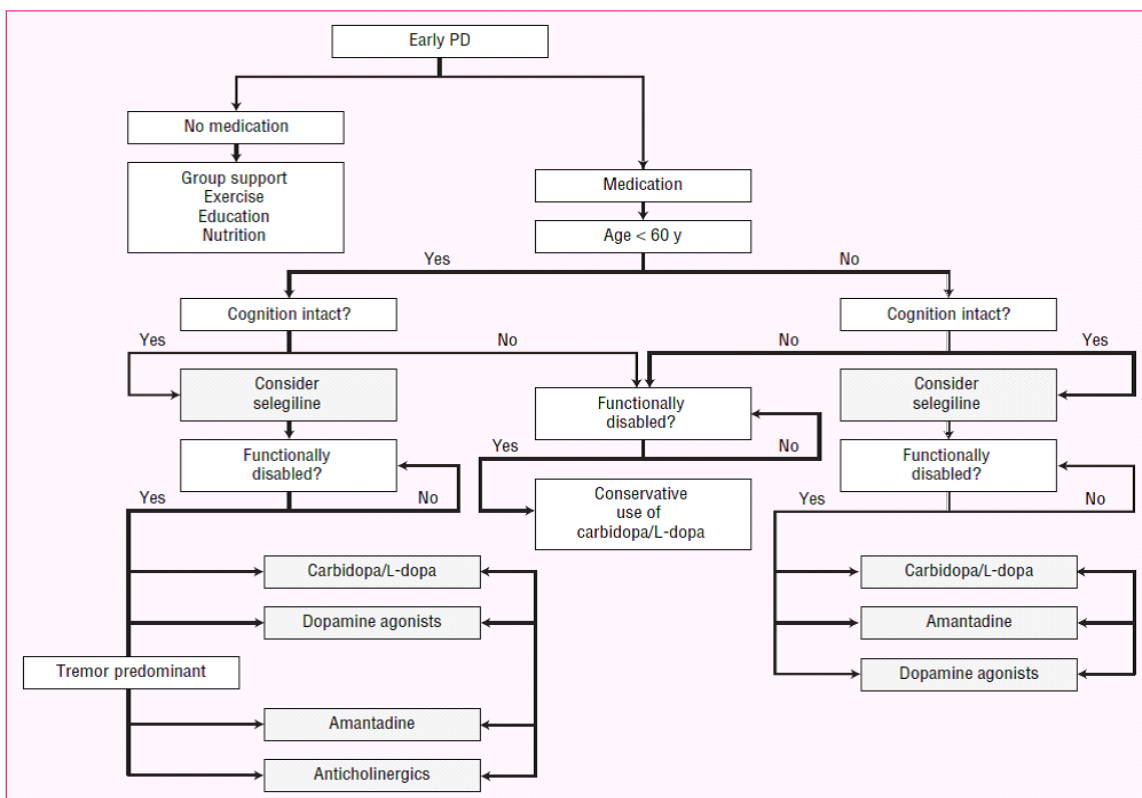 Early PD
No medication
Group support
Exercise
Education
Nutrition
Medication
Age < 60 y
Yes
No
Cognition intact?
Cognition intact?
Yes
No
No
Yes
Consider
selegiline
Functionally
disabled?
Consider
selegiline
Functionally
disabled?
Yes
No
Functionally
disabled?
Yes
No
Conservative
use of
carbidopa/L-dopa
Yes
No
Carbidopa/L-dopa
Dopamine agonists
Tremor predominant
Amantadine
Anticholinergics
Carbidopa/L-dopa
Amantadine
Dopamine agonists